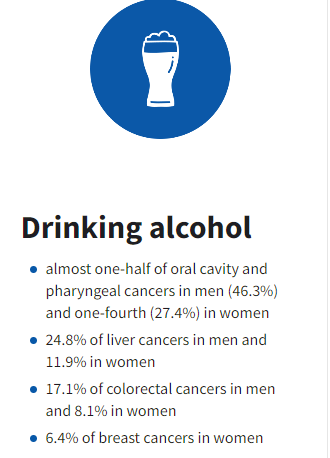 Drinking alcohol
almost one-half of oral cavity and
pharyngeal cancers in men (46.3%)
and one-fourth (27.4%) in women
24.8% of liver cancers in men and
11.9% in women
17.1% of colorectal cancers in men
and 8.1% in women
6.4% of breast cancers in women